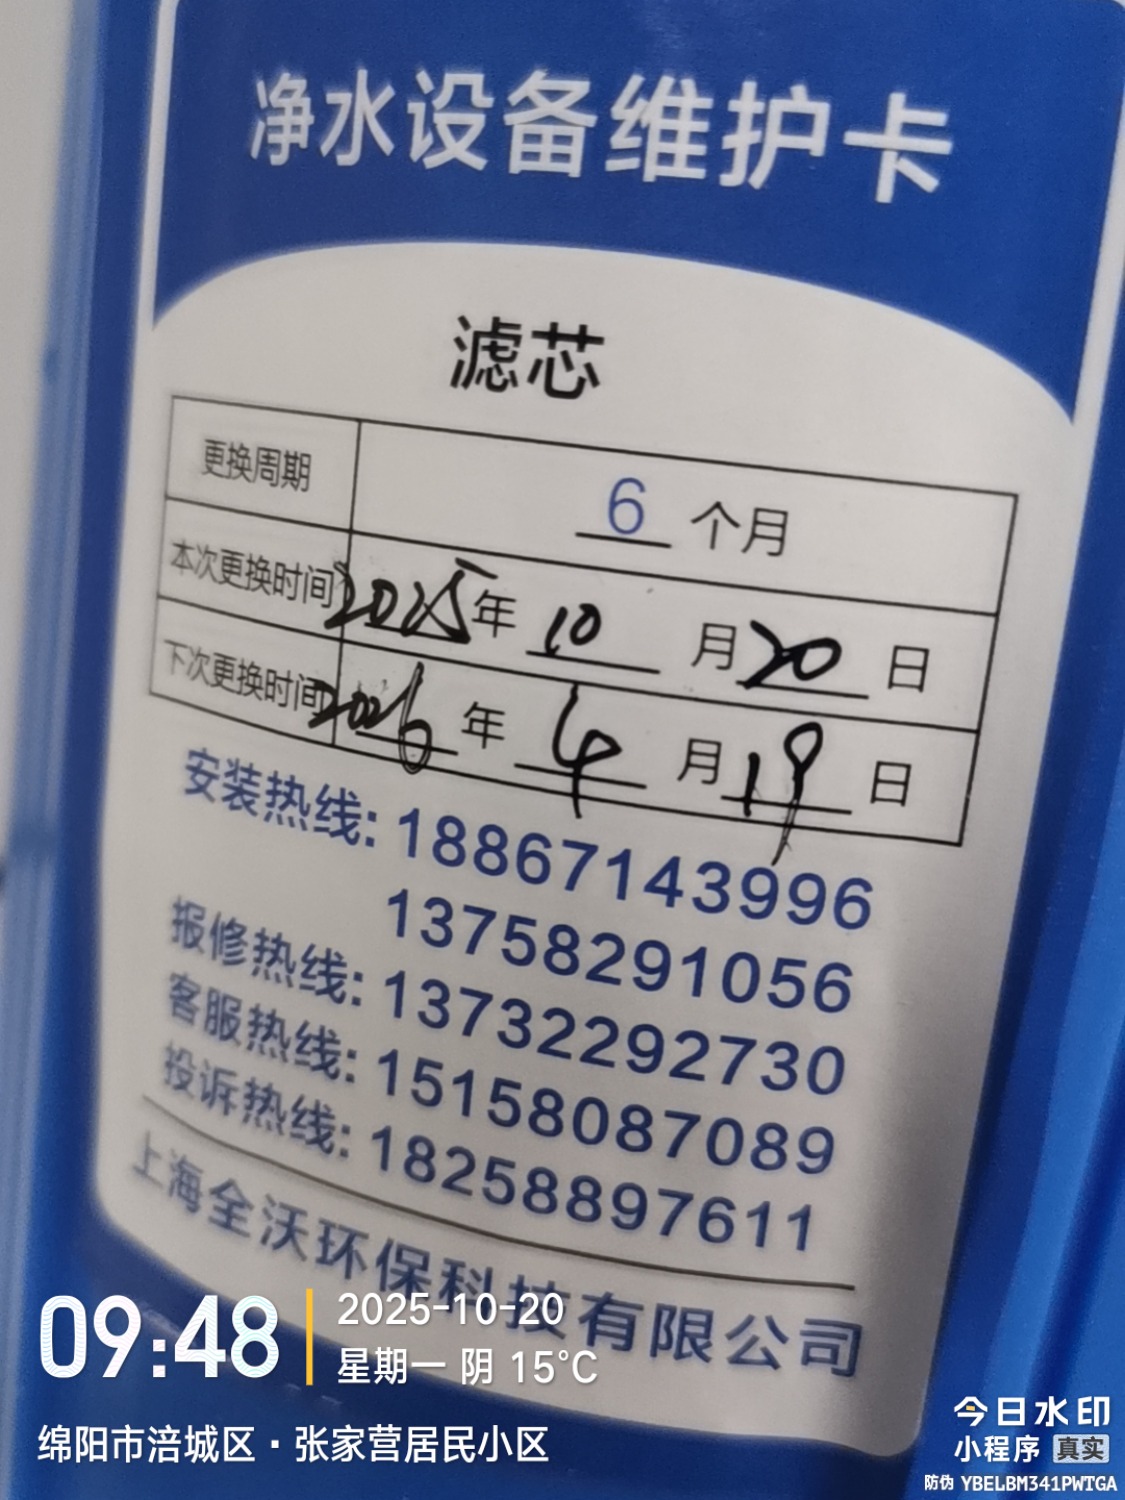 净水设备维护卡
滤芯
更换周期 6 个月
本次更换时间 2025年 10 月 20 日
下次更换时间 2026 年 4 月 19 日
安装热线: 18867143996
13758291056
报修热线: 13732292730
客服热线: 15158087089
投诉热线: 18258897611
上海全沃环保科技有限公司
09:48
2025-10-20
星期一 阴 15°C
绵阳市涪城区·张家营居民小区
今日水印
小程序 真实
防伪 YBELBM341PWTGA